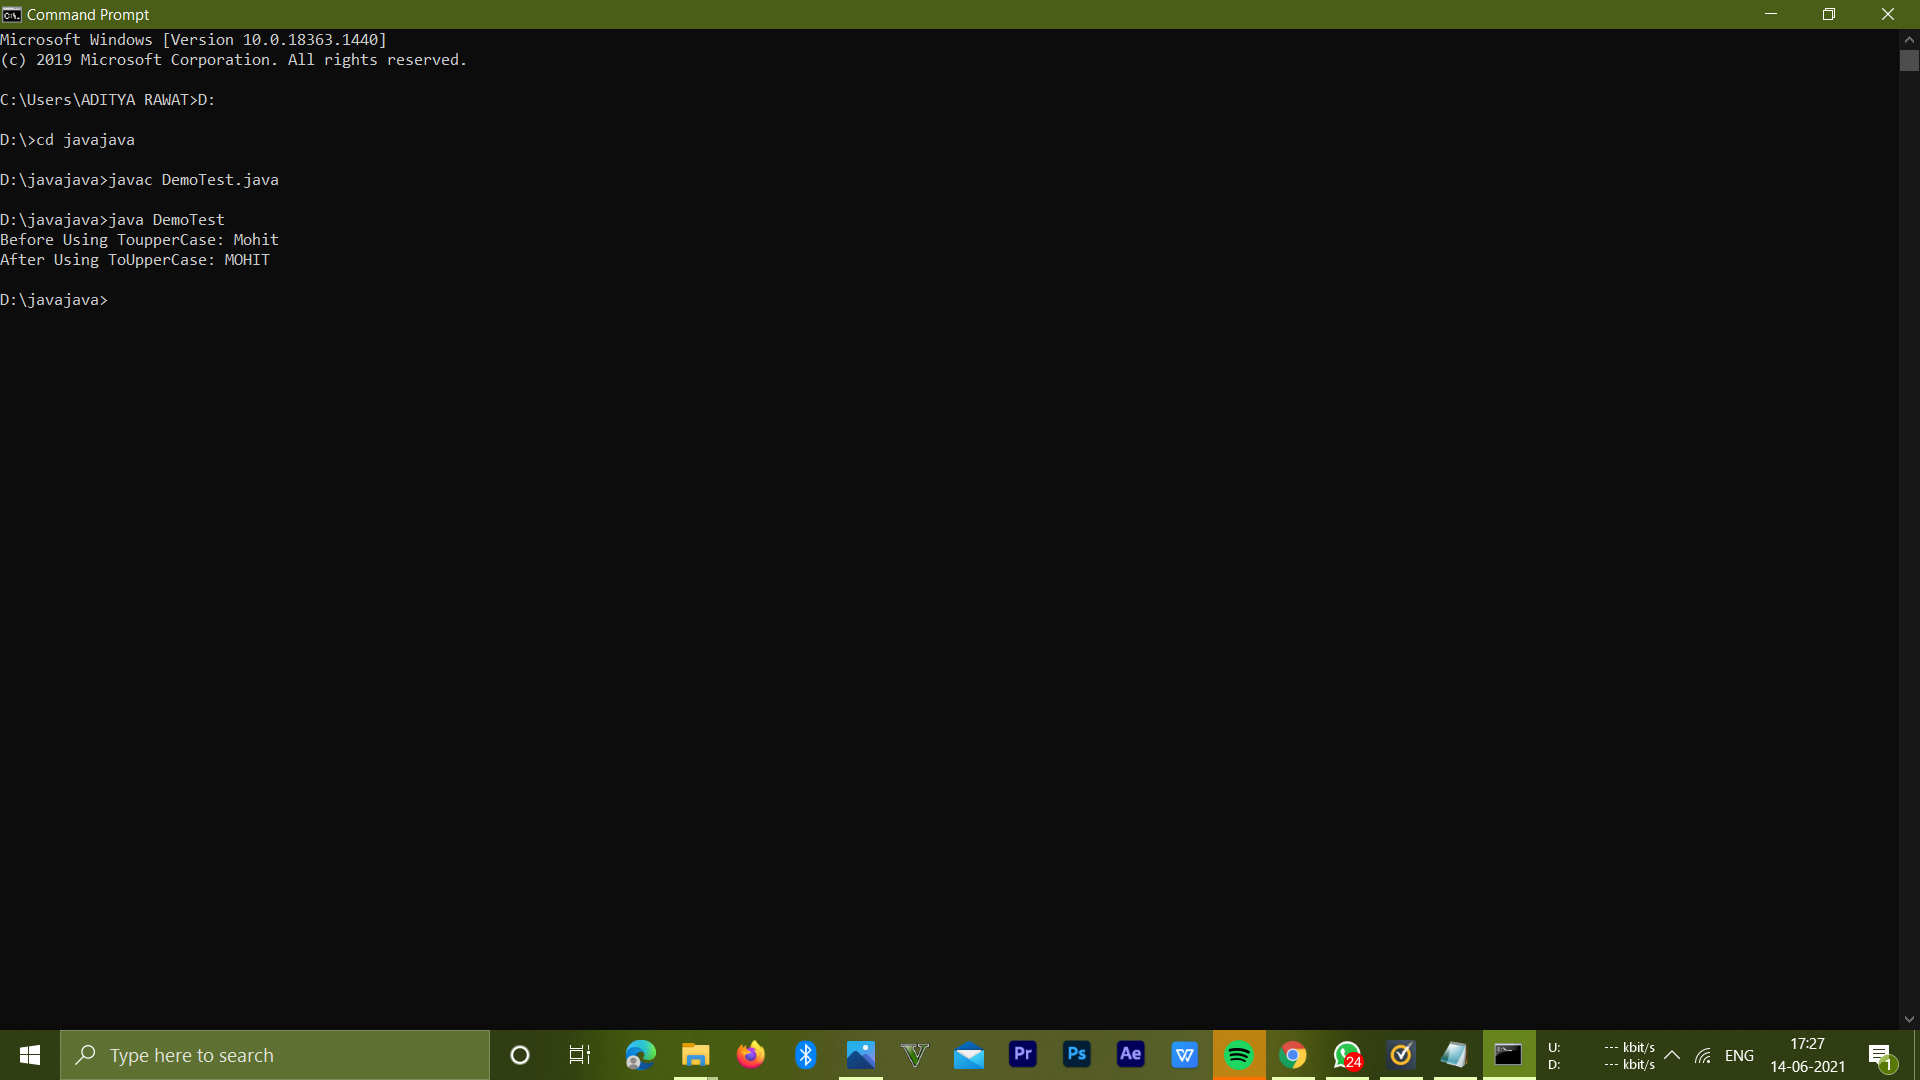 Command Prompt
Microsoft Windows [Version 10.0.18363.1440]
(c) 2019 Microsoft Corporation. All rights reserved.
C:\Users\ADITYA RAWAT>D:
D:\>cd javajava
D:\javajava>javac DemoTest.java
D:\javajava>java DemoTest
Before Using ToupperCase: Mohit
After Using ToUpperCase: MOHIT
D:\javajava>
Type here to search
Pr
Ps
Ae
W
24
U: --- kbit/s
D: --- kbit/s
ENG
17:27
14-06-2021
1